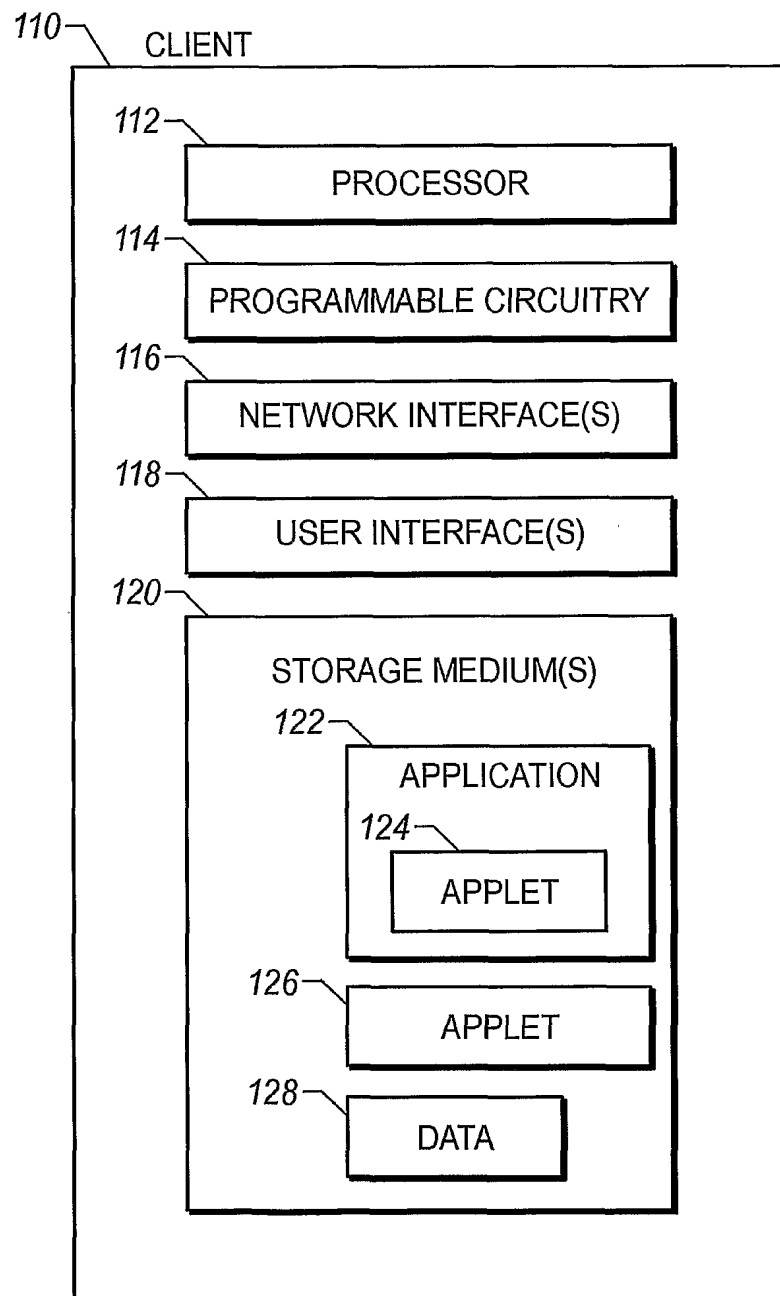 110
CLIENT
112
PROCESSOR
114
PROGRAMMABLE CIRCUITRY
116
NETWORK INTERFACE(S)
118
USER INTERFACE(S)
120
STORAGE MEDIUM(S)
122
APPLICATION
124
APPLET
126
APPLET
128
DATA